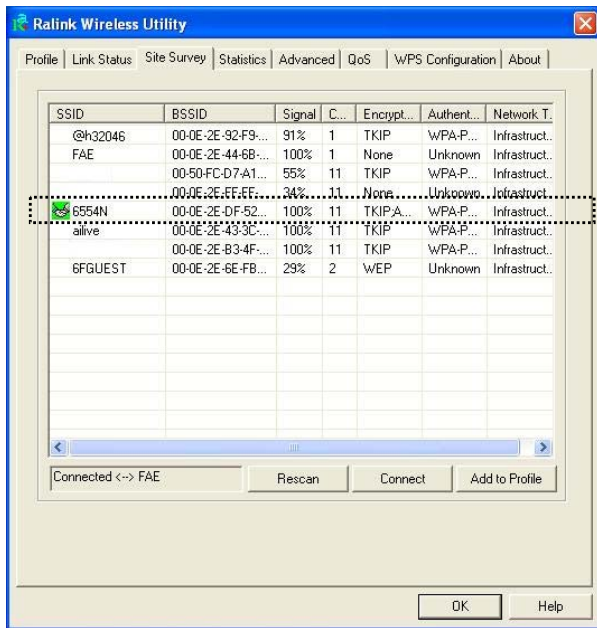 Ralink Wireless Utility
Profile Link Status Site Survey Statistics Advanced QoS WPS Configuration About
SSID BSSID Signal C... Encrypt... Authent... Network T.
@h32046 00-0E-2E-92-F9-... 91% 1 TKIP WPA-P... Infrastruct..
FAE 00-0E-2E-44-6B-... 100% 1 None Unknown Infrastruct..
00-50-FC-D7-A1... 55% 11 TKIP WPA-P... Infrastruct..
00-0E-2E-FF-FF-... 34% 11 None Unknown Infrastruct..
6554N 00-0E-2E-DF-52... 100% 11 TKIP;A... WPA-P... Infrastruct..
ailive 00-0E-2E-43-3C-... 100% 11 TKIP WPA-P... Infrastruct..
00-0E-2E-B3-4F-... 100% 11 TKIP WPA-P... Infrastruct..
6FGUEST 00-0E-2E-6E-FB... 29% 2 WEP Unknown Infrastruct..
Connected <--> FAE Rescan Connect Add to Profile
OK Help